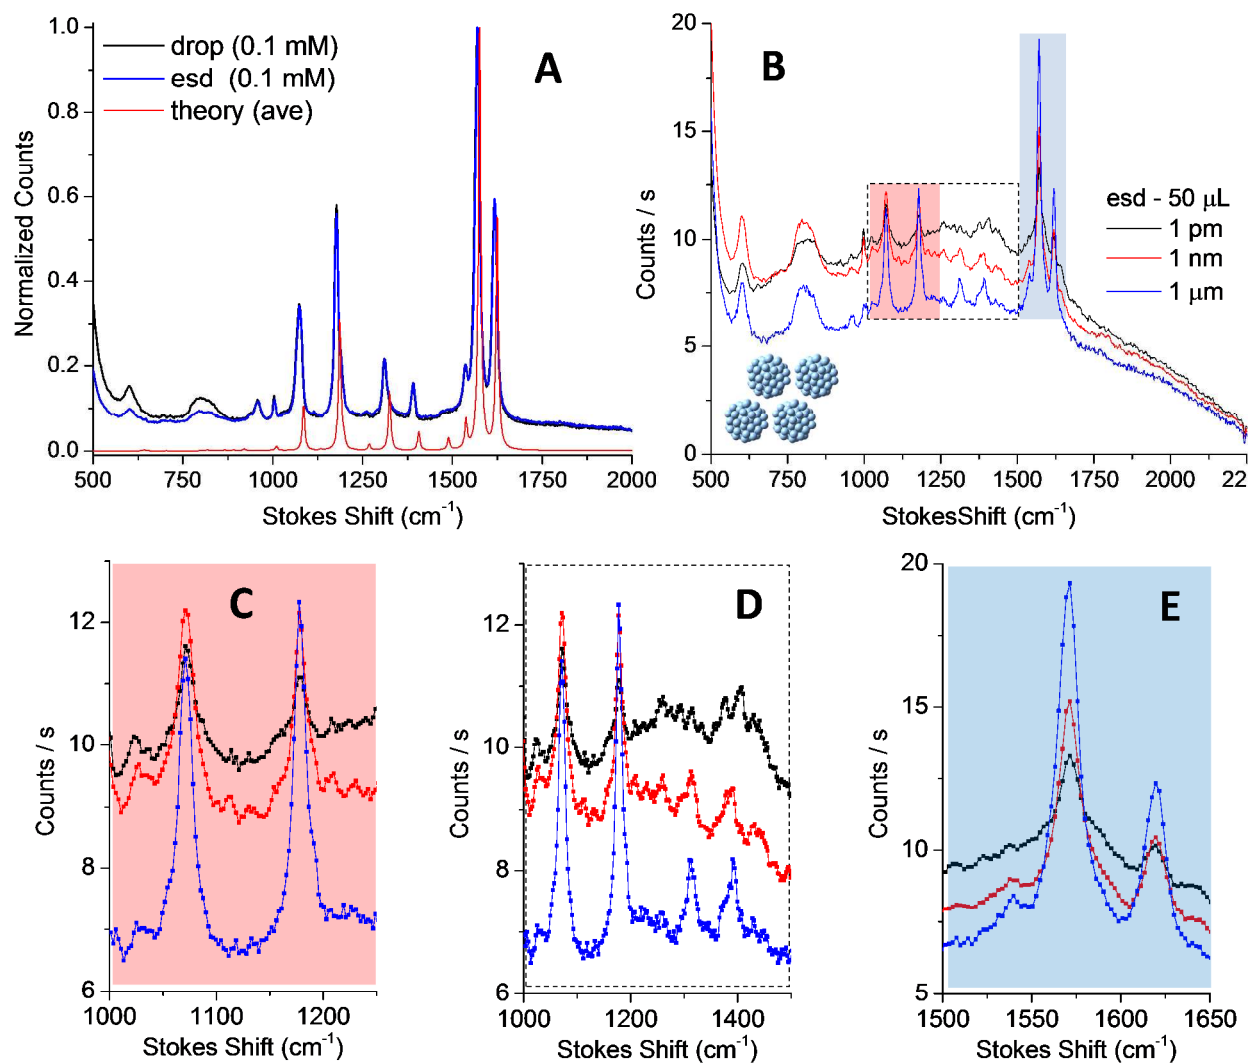 A
drop (0.1 mM)
esd (0.1 mM)
theory (ave)
Normalized Counts
1.0
0.8
0.6
0.4
0.2
0.0
500 750 1000 1250 1500 1750 2000
Stokes Shift (cm⁻¹)
B
Counts / s
20
15
10
5
0
esd - 50 μL
1 pm
1 nm
1 μm
500 750 1000 1250 1500 1750 2000 22
StokesShift (cm⁻¹)
C
Counts / s
12
10
8
6
1000 1100 1200
Stokes Shift (cm⁻¹)
D
Counts / s
12
10
8
6
1000 1200 1400
Stokes Shift (cm⁻¹)
E
Counts / s
20
15
10
5
1500 1550 1600 1650
Stokes Shift (cm⁻¹)